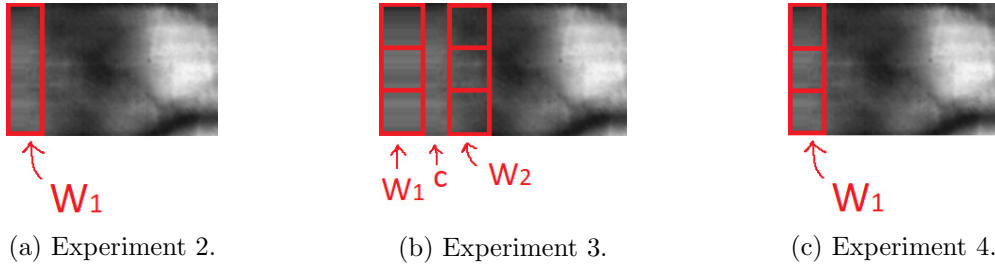 W1
(a) Experiment 2.
W1 c W2
(b) Experiment 3.
W1
(c) Experiment 4.